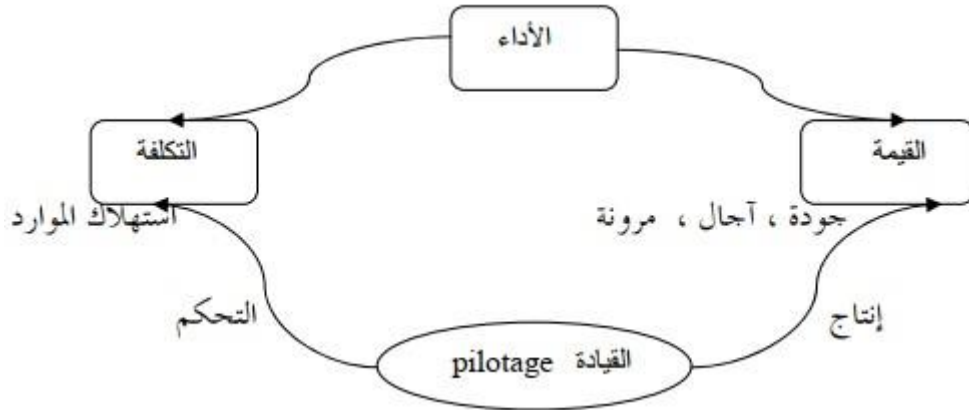 الأداء
القيمة
التكلفة
جودة ، آجال ، مرونة
استهلاك الموارد
إنتاج
التحكم
القيادة pilotage